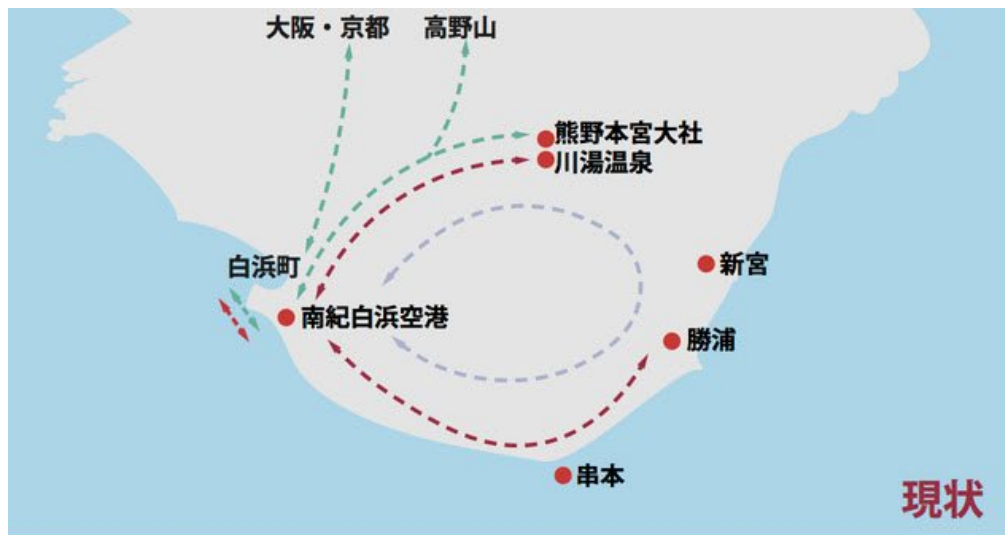 大阪・京都
高野山
熊野本宮大社
川湯温泉
白浜町
新宮
南紀白浜空港
勝浦
串本
現状